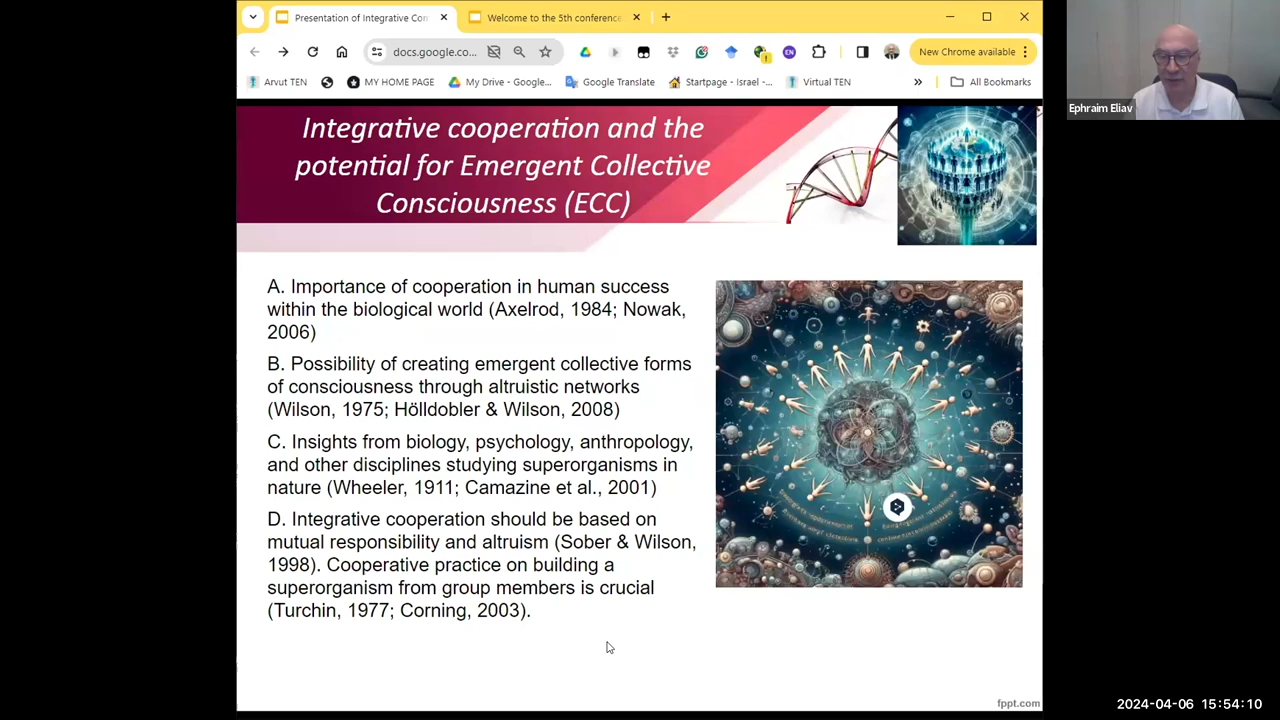 Presentation of Integrative Con
Welcome to the 5th conference
docs.google.co...
EN
New Chrome available
Arvut TEN
MY HOME PAGE
My Drive - Google...
Google Translate
Startpage - Israel -...
Virtual TEN
»
All Bookmarks
Ephraim Eliav
Integrative cooperation and the
potential for Emergent Collective
Consciousness (ECC)
A. Importance of cooperation in human success
within the biological world (Axelrod, 1984; Nowak,
2006)
B. Possibility of creating emergent collective forms
of consciousness through altruistic networks
(Wilson, 1975; Hölldobler & Wilson, 2008)
C. Insights from biology, psychology, anthropology,
and other disciplines studying superorganisms in
nature (Wheeler, 1911; Camazine et al., 2001)
D. Integrative cooperation should be based on
mutual responsibility and altruism (Sober & Wilson,
1998). Cooperative practice on building a
superorganism from group members is crucial
(Turchin, 1977; Corning, 2003).
fppt.com
2024-04-06 15:54:10